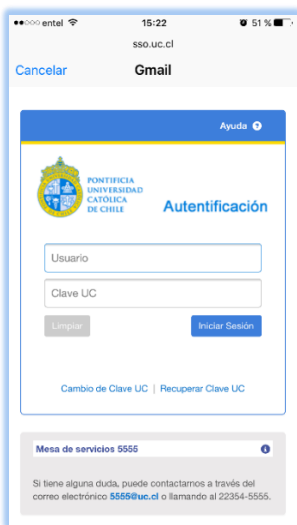 entel 15:22 51 %
sso.uc.cl
Cancelar Gmail
Ayuda ?
PONTIFICIA
UNIVERSIDAD
CATÓLICA
DE CHILE
Autentificación
Usuario
Clave UC
Limpiar Iniciar Sesión
Cambio de Clave UC | Recuperar Clave UC
Mesa de servicios 5555 i
Si tiene alguna duda, puede contactarnos a través del
correo electrónico 5555@uc.cl o llamando al 22354-5555.